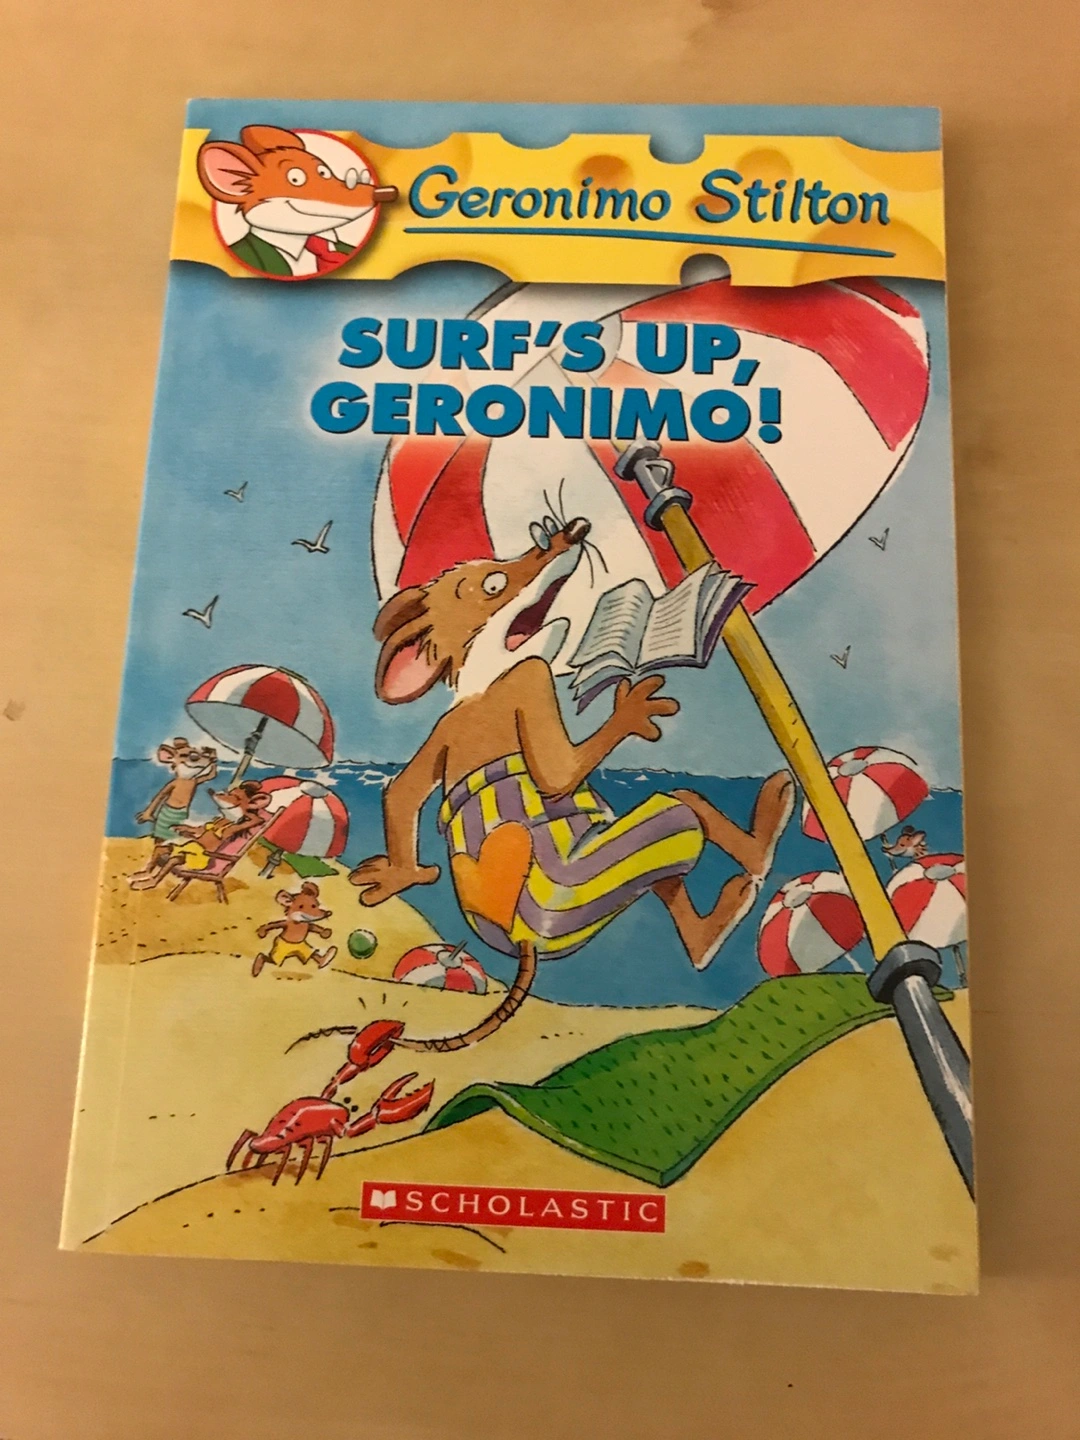 Geronimo Stilton
SURF'S UP,
GERONIMO!
SCHOLASTIC